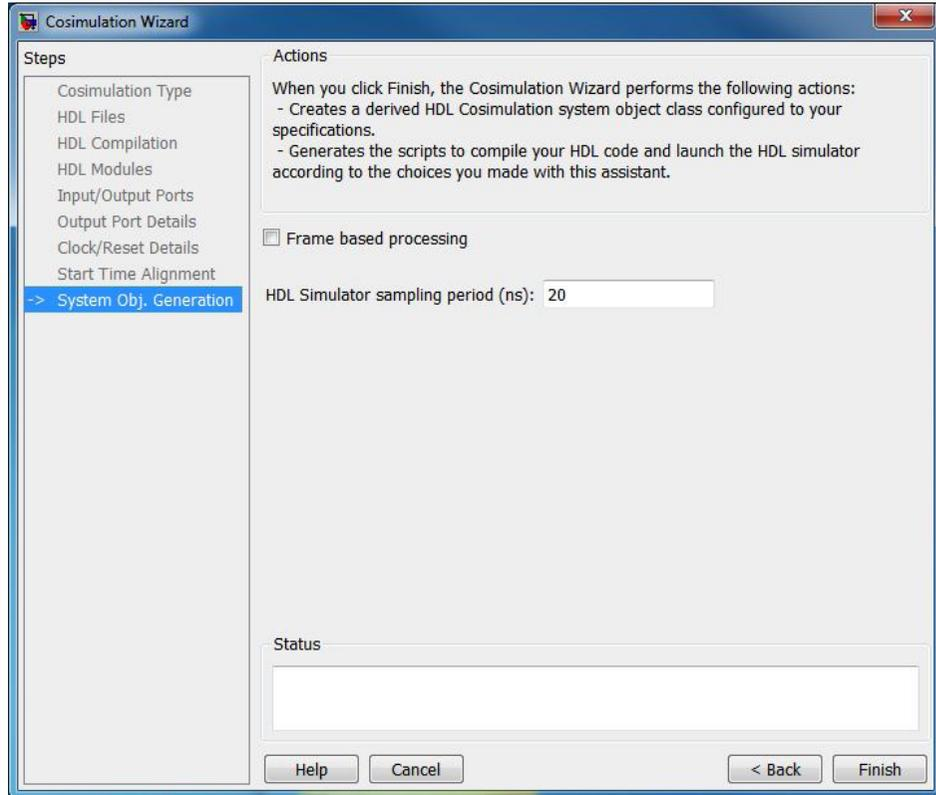 Cosimulation Wizard
Steps
Cosimulation Type
HDL Files
HDL Compilation
HDL Modules
Input/Output Ports
Output Port Details
Clock/Reset Details
Start Time Alignment
-> System Obj. Generation
Actions
When you click Finish, the Cosimulation Wizard performs the following actions:
- Creates a derived HDL Cosimulation system object class configured to your
specifications.
- Generates the scripts to compile your HDL code and launch the HDL simulator
according to the choices you made with this assistant.
Frame based processing
HDL Simulator sampling period (ns): 20
Status
Help Cancel < Back Finish